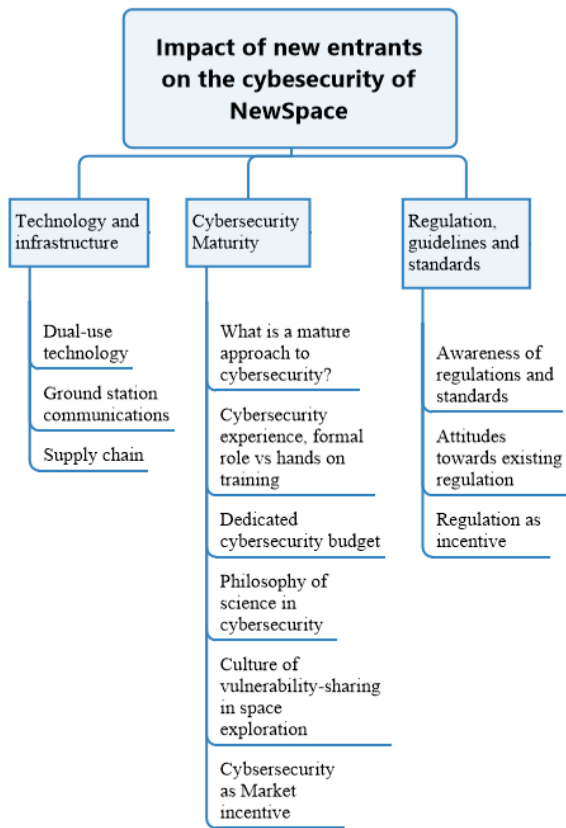 Impact of new entrants
on the cybesecurity of
NewSpace
Technology and
infrastructure
Dual-use
technology
Ground station
communications
Supply chain
Cybersecurity
Maturity
What is a mature
approach to
cybersecurity?
Cybersecurity
experience, formal
role vs hands on
training
Dedicated
cybersecurity budget
Philosophy of
science in
cybersecurity
Culture of
vulnerability-sharing
in space
exploration
Cybsersecurity
as Market
incentive
Regulation,
guidelines and
standards
Awareness of
regulations and
standards
Attitudes
towards existing
regulation
Regulation as
incentive